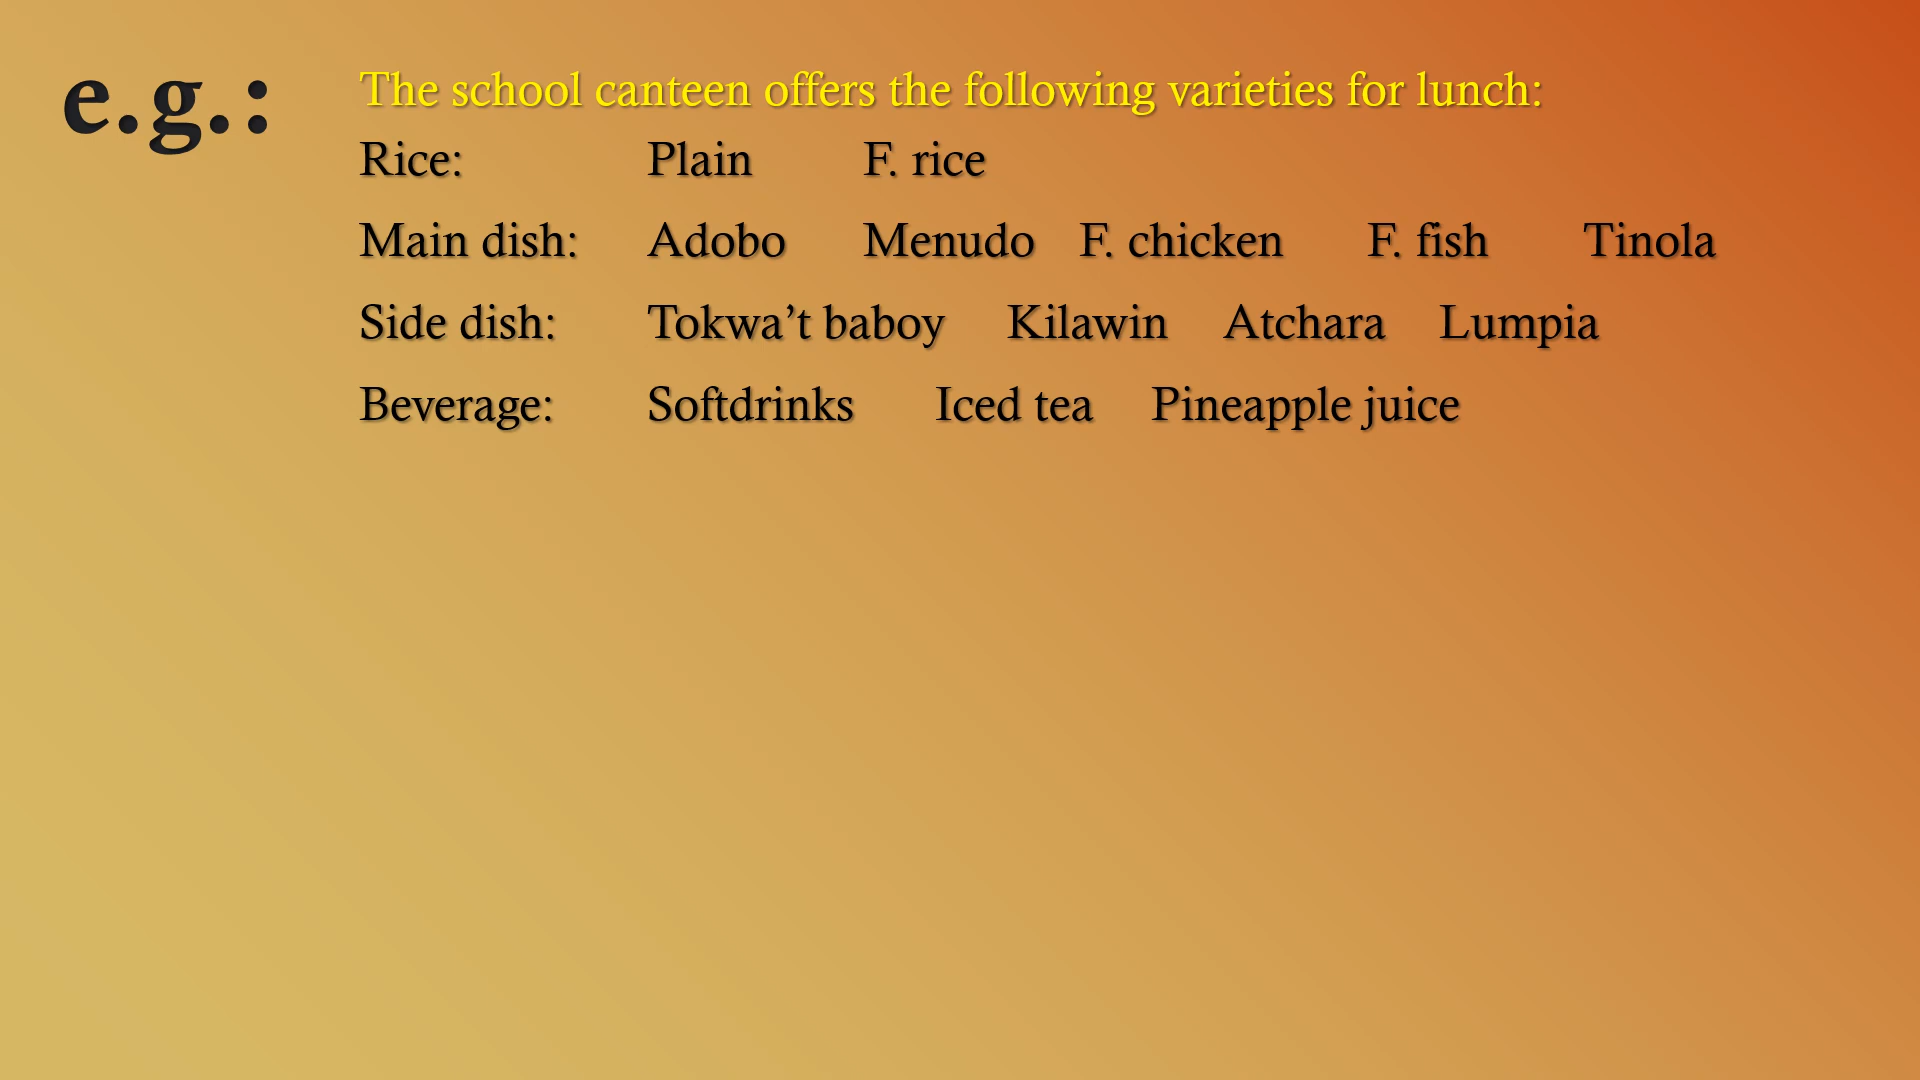 e.g.:
The school canteen offers the following varieties for lunch:
Rice: Plain F. rice
Main dish: Adobo Menudo F. chicken F. fish Tinola
Side dish: Tokwa’t baboy Kilawin Atchara Lumpia
Beverage: Softdrinks Iced tea Pineapple juice